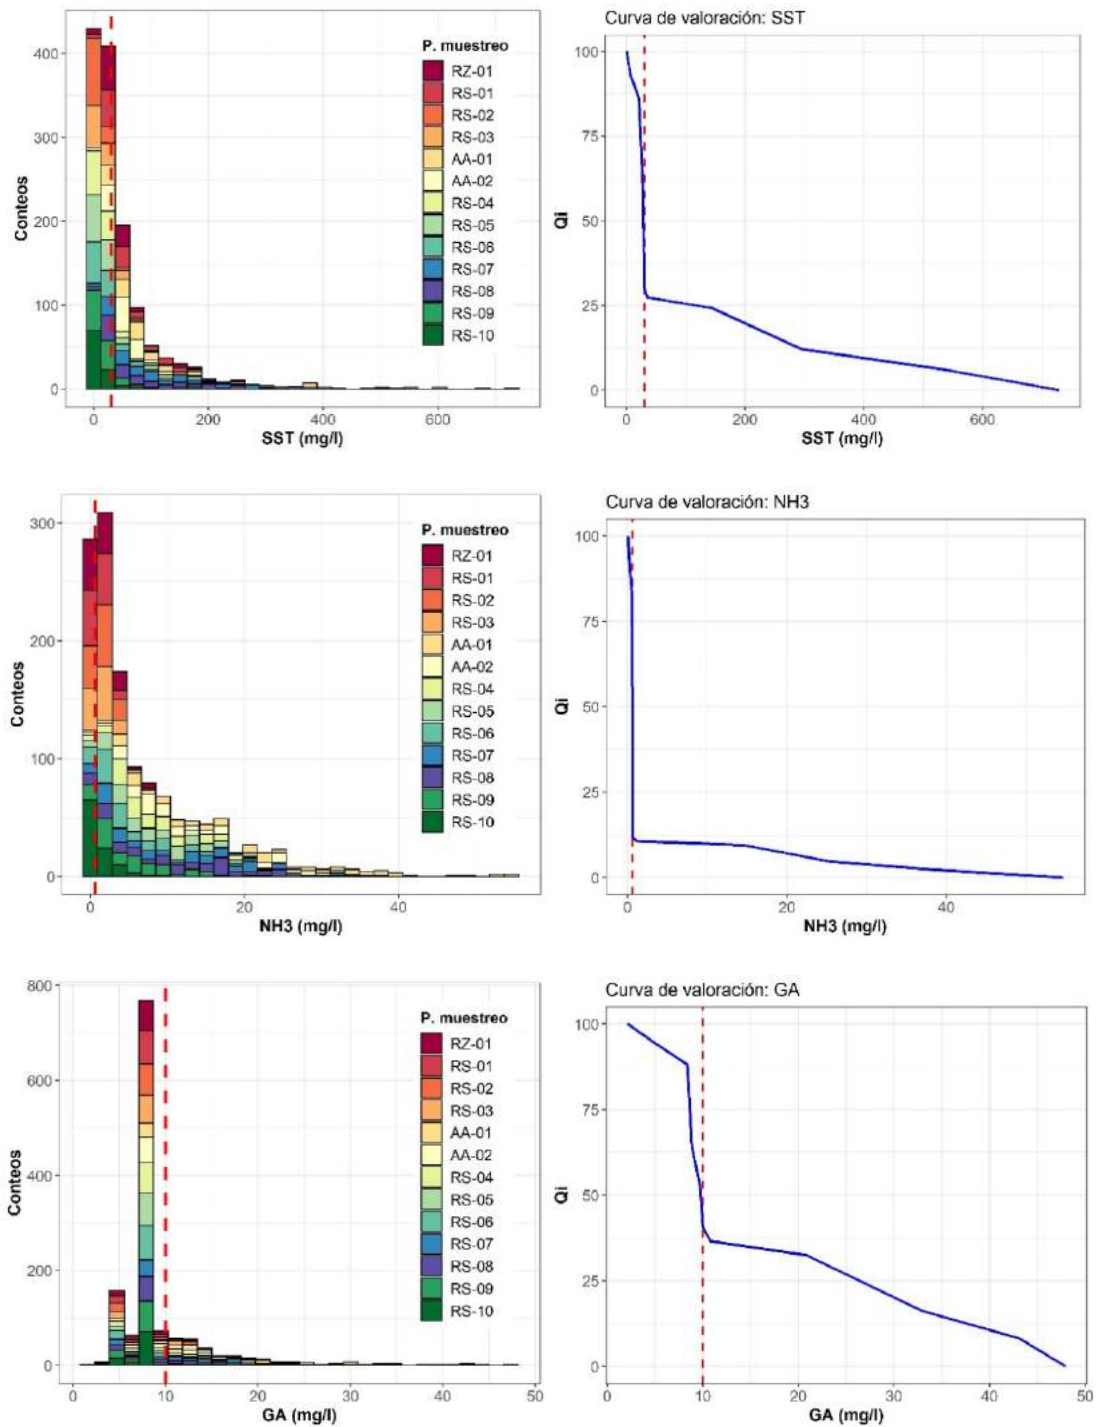 Curva de valoración: SST
400
300
200
100
0
Conteos
P. muestreo
RZ-01
RS-01
RS-02
RS-03
AA-01
AA-02
RS-04
RS-05
RS-06
RS-07
RS-08
RS-09
RS-10
0 200 400 600
SST (mg/l)
100
75
50
25
0
Qi
0 200 400 600
SST (mg/l)
Curva de valoración: NH3
300
200
100
0
Conteos
P. muestreo
RZ-01
RS-01
RS-02
RS-03
AA-01
AA-02
RS-04
RS-05
RS-06
RS-07
RS-08
RS-09
RS-10
0 20 40
NH3 (mg/l)
100
75
50
25
0
Qi
0 20 40
NH3 (mg/l)
Curva de valoración: GA
800
600
400
200
0
Conteos
P. muestreo
RZ-01
RS-01
RS-02
RS-03
AA-01
AA-02
RS-04
RS-05
RS-06
RS-07
RS-08
RS-09
RS-10
0 10 20 30 40 50
GA (mg/l)
100
75
50
25
0
Qi
0 10 20 30 40 50
GA (mg/l)